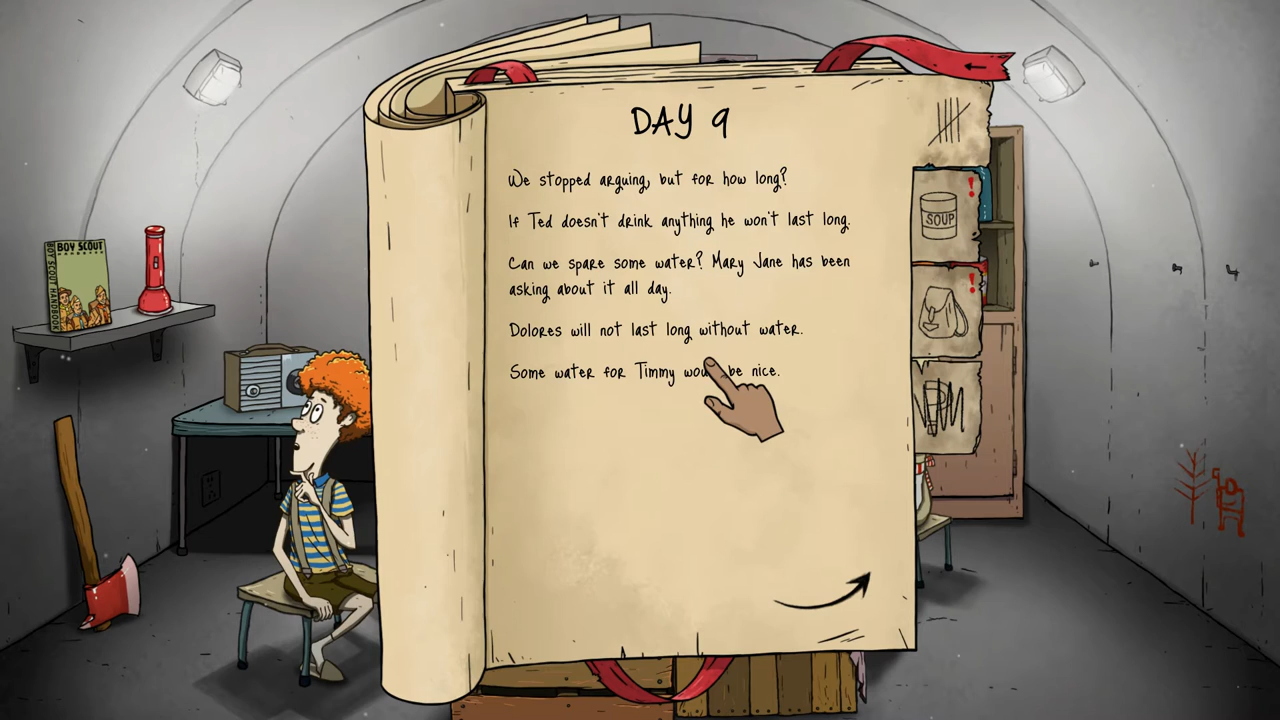 DAY 9
We stopped arguing, but for how long?
If Ted doesn't drink anything he won't last long.
Can we spare some water? Mary Jane has been
asking about it all day.
Dolores will not last long without water.
Some water for Timmy be nice.
SOUP
BOY SCOUT
HANDBOOK
BOY SCOUT HANDBOOK